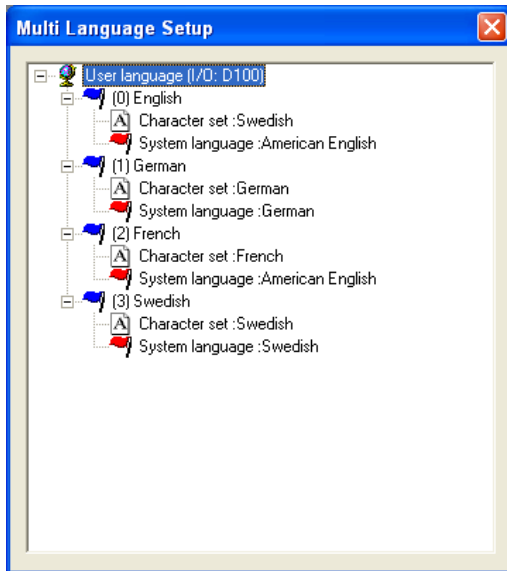 Multi Language Setup
User language (I/O: D100)
(0) English
Character set :Swedish
System language :American English
(1) German
Character set :German
System language :German
(2) French
Character set :French
System language :American English
(3) Swedish
Character set :Swedish
System language :Swedish